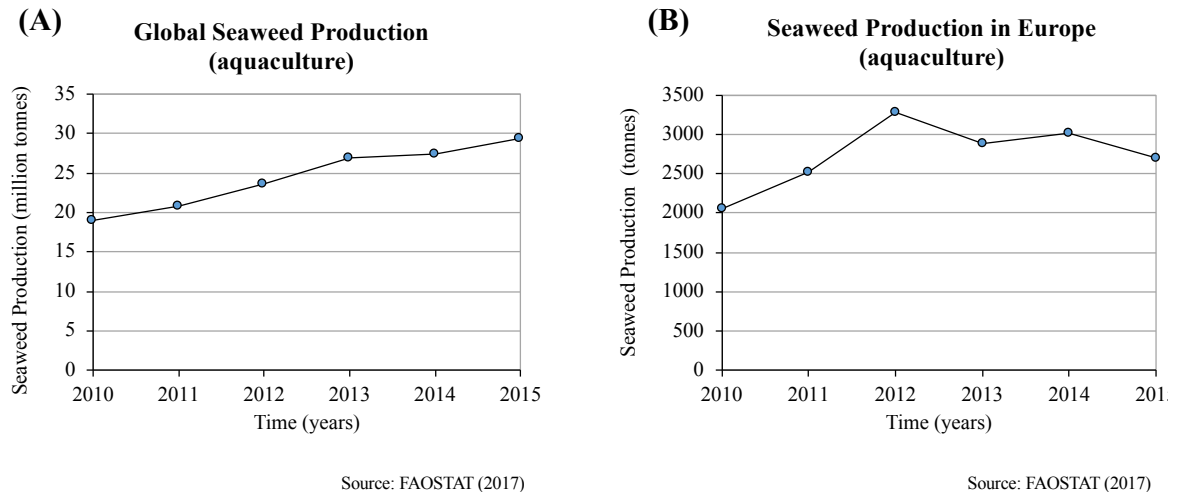 (A)
Global Seaweed Production
(aquaculture)
Seaweed Production (million tonnes)
35
30
25
20
15
10
5
0
2010 2011 2012 2013 2014 2015
Time (years)
Source: FAOSTAT (2017)
(B)
Seaweed Production in Europe
(aquaculture)
Seaweed Production (tonnes)
3500
3000
2500
2000
1500
1000
500
0
2010 2011 2012 2013 2014 201
Time (years)
Source: FAOSTAT (2017)